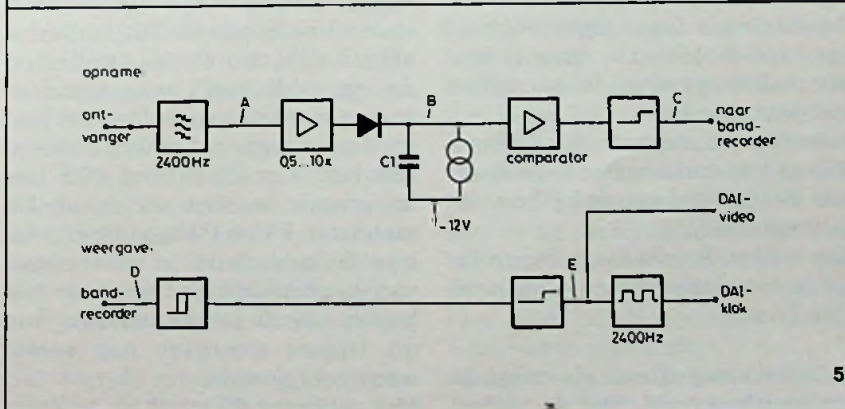 opname.
A
B
C
ont-
vanger
2400Hz
0,5...10x
C1
comparator
naar
band-
recorder
-12V
weergave.
D
band-
recorder
E
2400Hz
DAI-
video
DAI-
klok
5